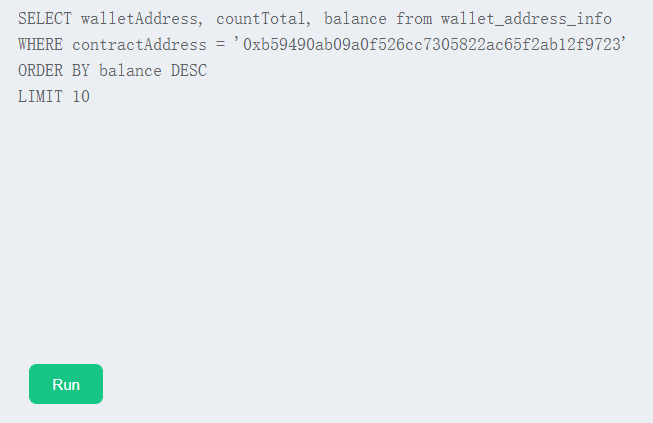 SELECT walletAddress, countTotal, balance from wallet_address_info
WHERE contractAddress = '0xb59490ab09a0f526cc7305822ac65f2ab12f9723'
ORDER BY balance DESC
LIMIT 10
Run